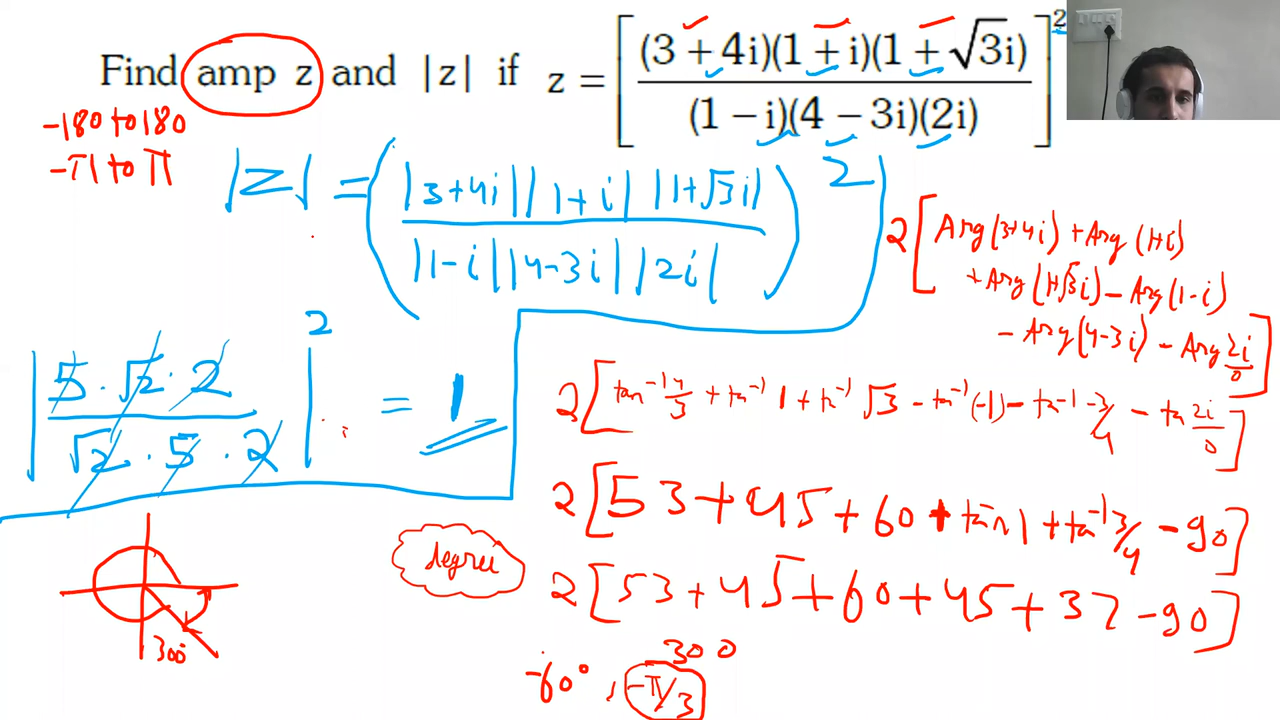 Find amp z and |z| if z = [(3 + 4i)(1 + i)(1 + √3i) / (1 − i)(4 − 3i)(2i)]²
-180 to 180
-π to π
|Z| = (|3+4i| |1+i| |1+√3i| / |1-i| |4-3i| |2i|)²
2[Arg(3+4i) + Arg(1+i)
+ Arg(1+√3i) - Arg(1-i)
- Arg(4-3i) - Arg 2i/0]
|5 · √2 · 2 / √2 · 5 · 2|² = 1
2[tan⁻¹ 4/3 + tan⁻¹ 1 + tan⁻¹ √3 - tan⁻¹(-1) - tan⁻¹ -3/4 - tan 2i/0]
2[53 + 45 + 60 + tan⁻¹ 1 + tan⁻¹ 3/4 - 90]
degree
2[53 + 45 + 60 + 45 + 37 - 90]
300
300
-60°, -π/3